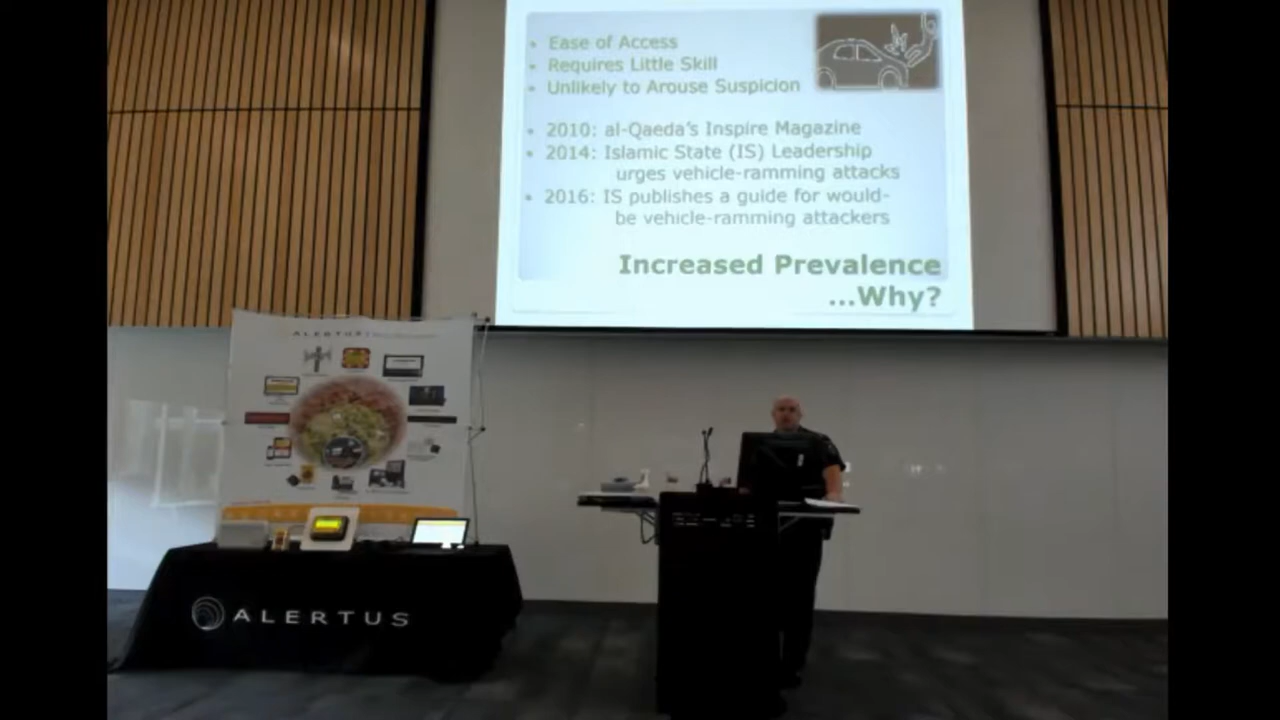 • Ease of Access
• Requires Little Skill
• Unlikely to Arouse Suspicion
• 2010: al-Qaeda's Inspire Magazine
• 2014: Islamic State (IS) Leadership
urges vehicle-ramming attacks
• 2016: IS publishes a guide for would-
be vehicle-ramming attackers
Increased Prevalence
...Why?
ALERTUS
ALERTUS